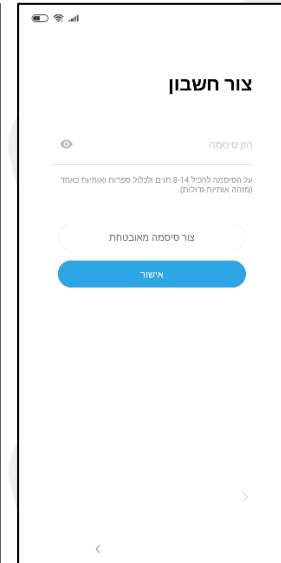 צור חשבון
הזן סיסמה
על הסיסמה להכיל 8-14 תווים ולכלול ספרות ואותיות כאחד
(מזהה אותיות גדולות).
צור סיסמה מאובטחת
אישור